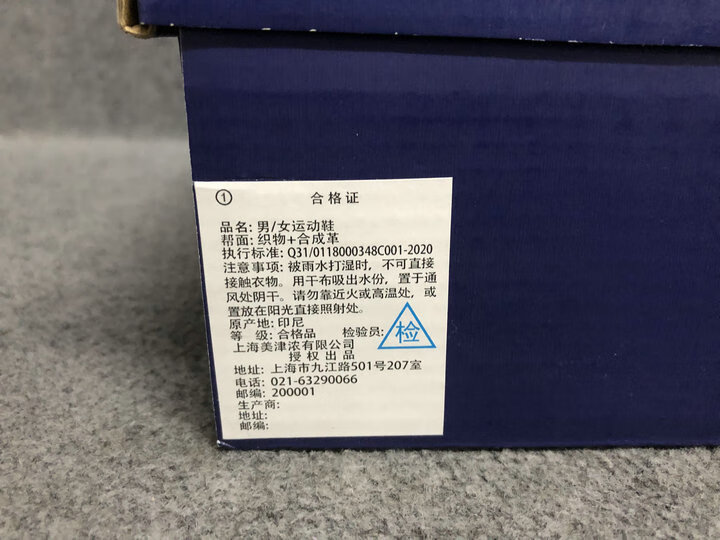 ① 合格证
品名: 男/女运动鞋
帮面: 织物+合成革
执行标准: Q31/0118000348C001-2020
注意事项: 被雨水打湿时, 不可直接
接触衣物。用干布吸出水份, 置于通
风处阴干。请勿靠近火或高温处, 或
置放在阳光直接照射处。
原产地: 印尼
等 级: 合格品 检验员: 检
上海美津浓有限公司
授权出品
地址: 上海市九江路501号207室
电话: 021-63290066
邮编: 200001
生产商:
地址:
邮编: